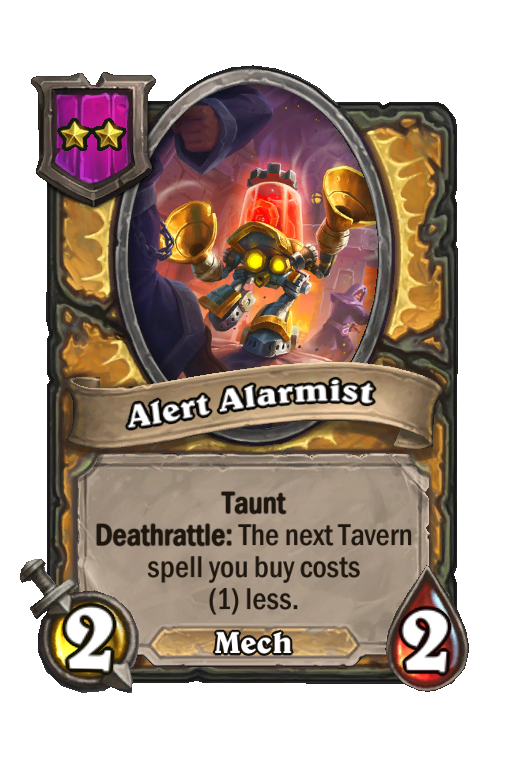 Alert Alarmist
Taunt
Deathrattle: The next Tavern
spell you buy costs
(1) less.
2
Mech
2